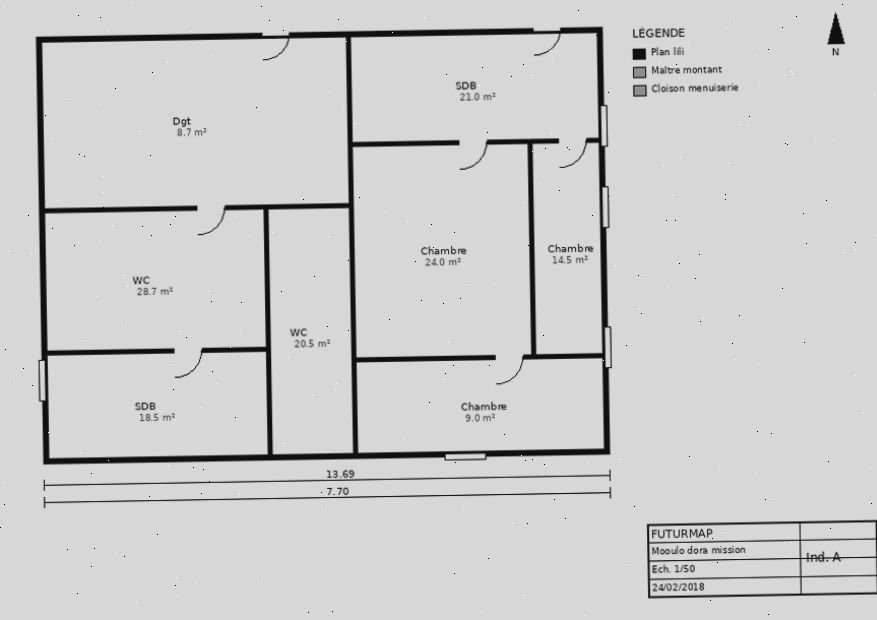 LÉGENDE
Plan lili
Maître montant
Cloison menuiserie
N
SDB
21.0 m²
Dgt
8.7 m²
Chambre
24.0 m²
Chambre
14.5 m²
WC
28.7 m²
WC
20.5 m²
SDB
18.5 m²
Chambre
9.0 m²
13.69
7.70
FUTURMAP
Mooulo dora mission
Ind. A
Ech. 1/50
24/02/2018